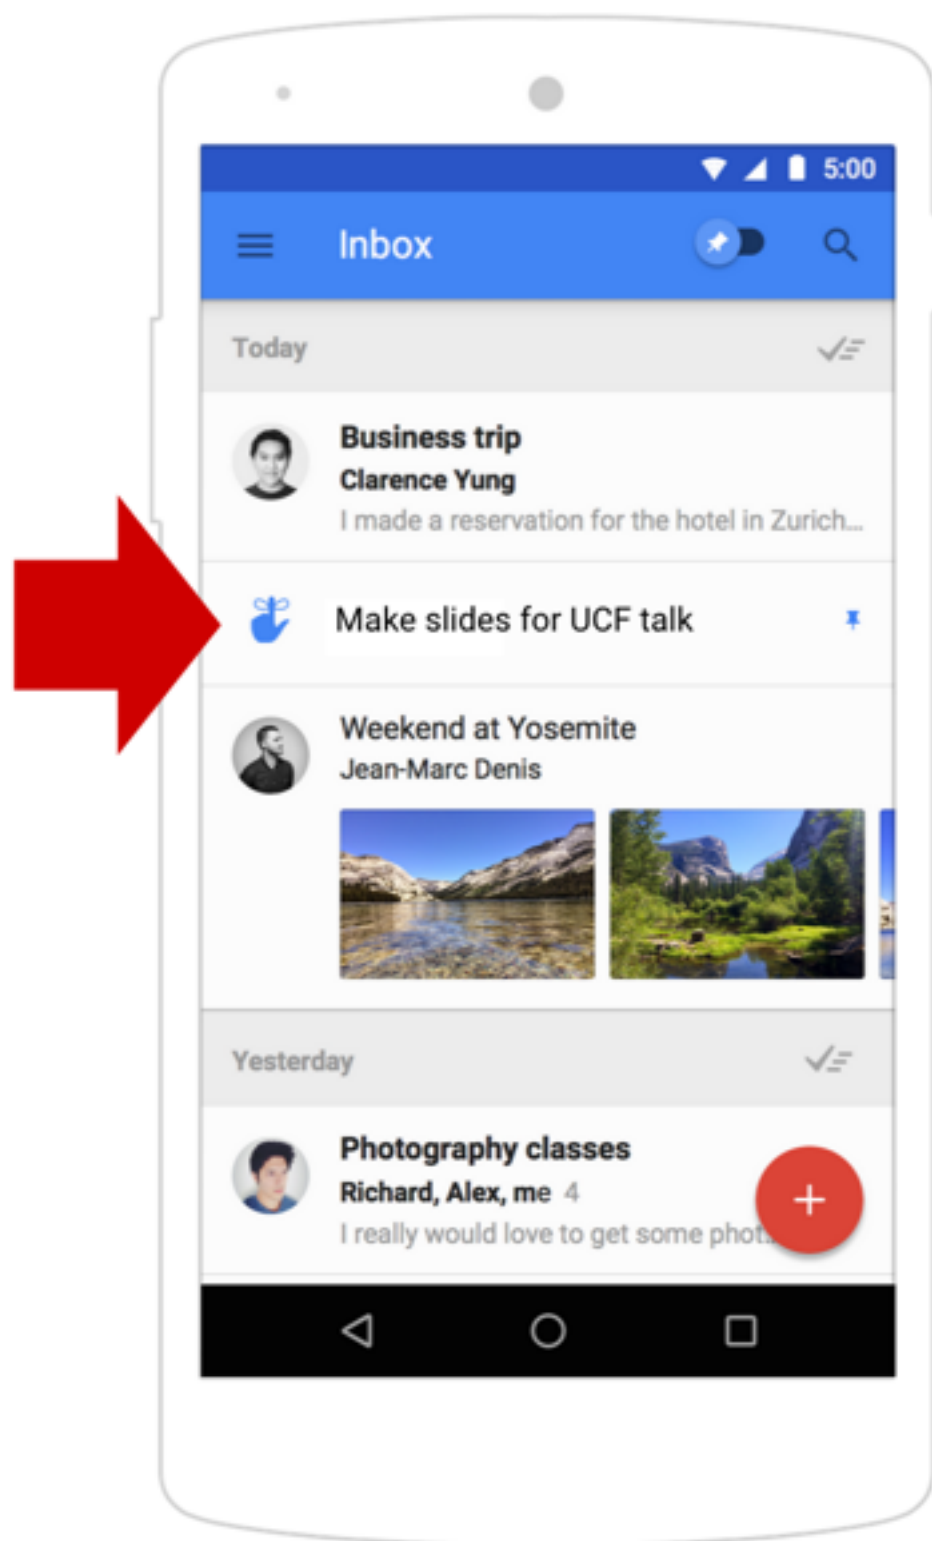 5:00
Inbox
Today
Business trip
Clarence Yung
I made a reservation for the hotel in Zurich...
Make slides for UCF talk
Weekend at Yosemite
Jean-Marc Denis
Yesterday
Photography classes
Richard, Alex, me 4
I really would love to get some phot...